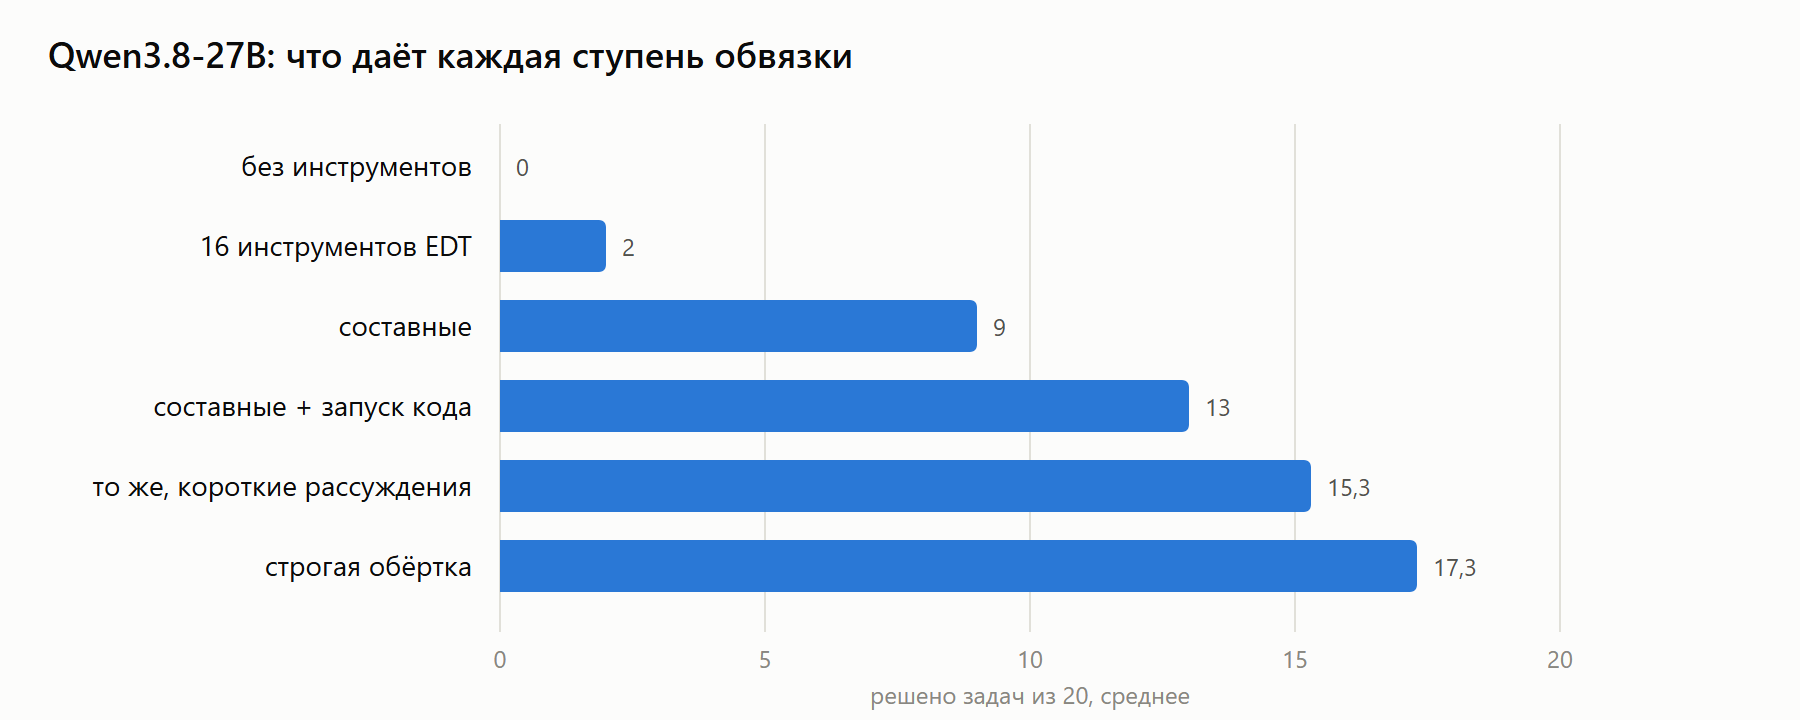 Qwen3.8-27B: что даёт каждая ступень обвязки
без инструментов 0
16 инструментов EDT 2
составные 9
составные + запуск кода 13
то же, короткие рассуждения 15,3
строгая обёртка 17,3
0 5 10 15 20
решено задач из 20, среднее